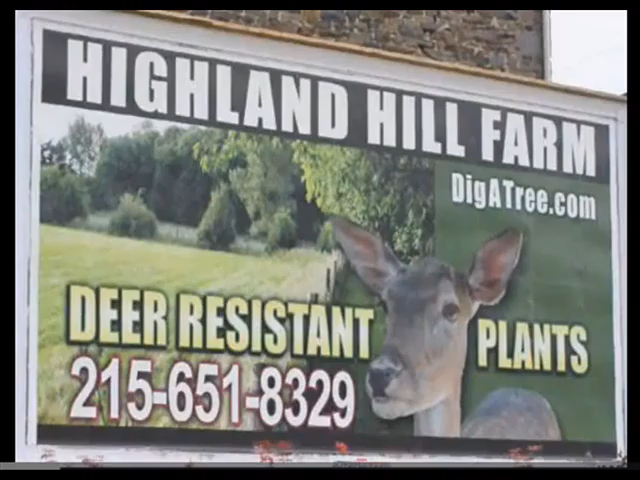 HIGHLAND HILL FARM
DigATree.com
DEER RESISTANT PLANTS
215-651-8329